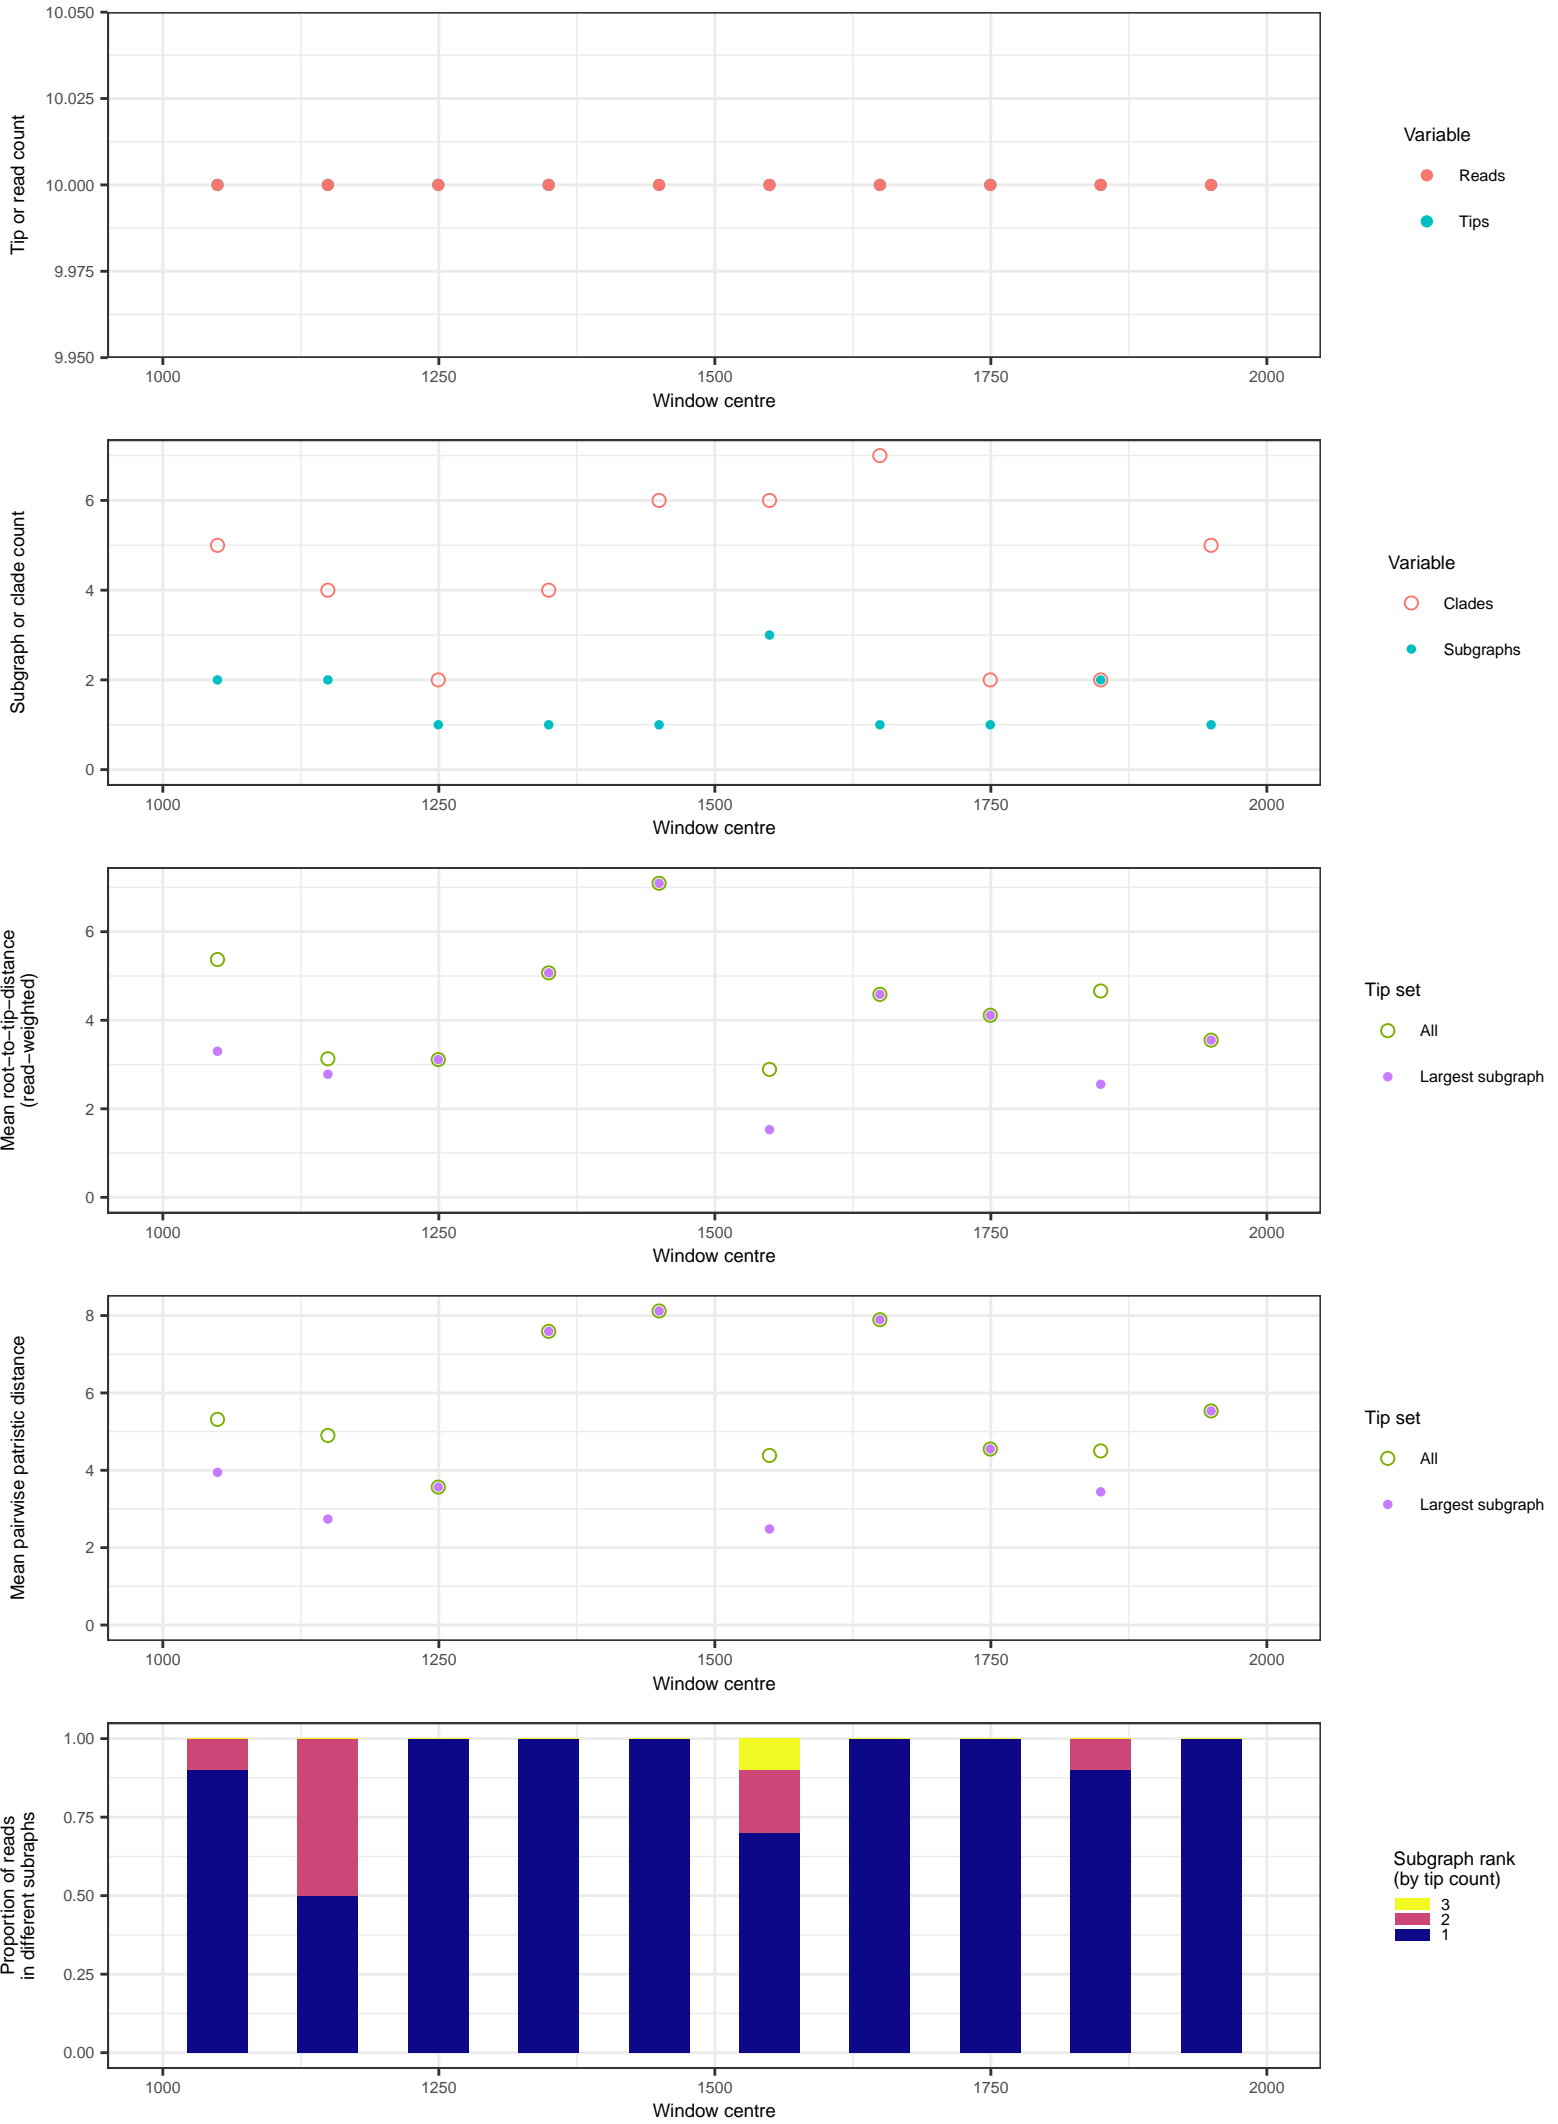 10.050
10.025
10.000
9.975
9.950
Tip or read count
1000 1250 1500 1750 2000
Window centre
Variable
Reads
Tips
6
4
2
0
Subgraph or clade count
1000 1250 1500 1750 2000
Window centre
Variable
Clades
Subgraphs
6
4
2
0
Mean root−to−tip−distance
(read−weighted)
1000 1250 1500 1750 2000
Window centre
Tip set
All
Largest subgraph
8
6
4
2
0
Mean pairwise patristic distance
1000 1250 1500 1750 2000
Window centre
Tip set
All
Largest subgraph
1.00
0.75
0.50
0.25
0.00
Proportion of reads
in different subraphs
1000 1250 1500 1750 2000
Window centre
Subgraph rank
(by tip count)
3
2
1